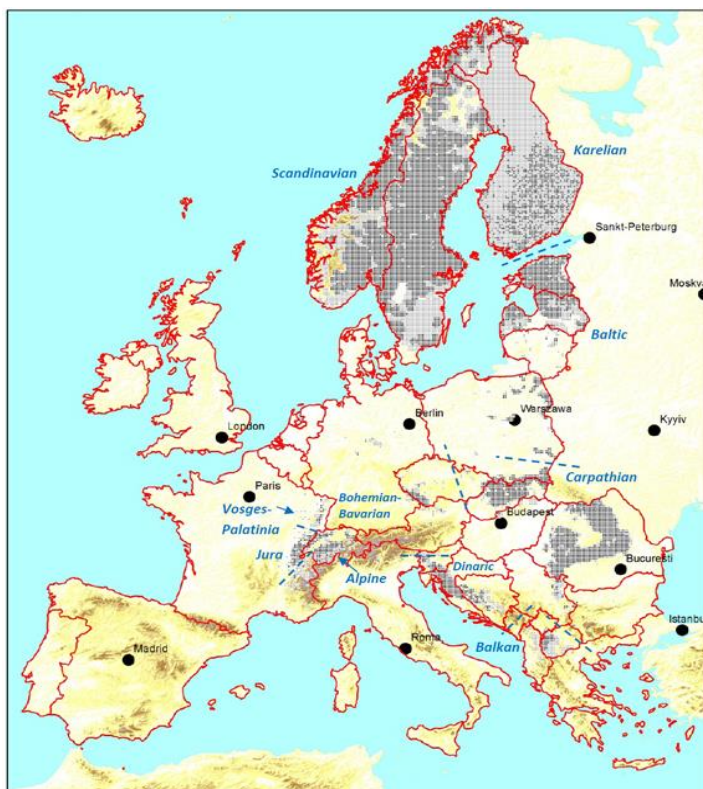 Scandinavian
Karelian
Sankt-Peterburg
Moskva
Baltic
London
Berlin
Warszawa
Kyyiv
Paris
Vosges-
Palatinia
Bohemian-
Bavarian
Carpathian
Budapest
Jura
Alpine
Dinaric
Bucuresti
Balkan
Istanbu
Madrid
Roma